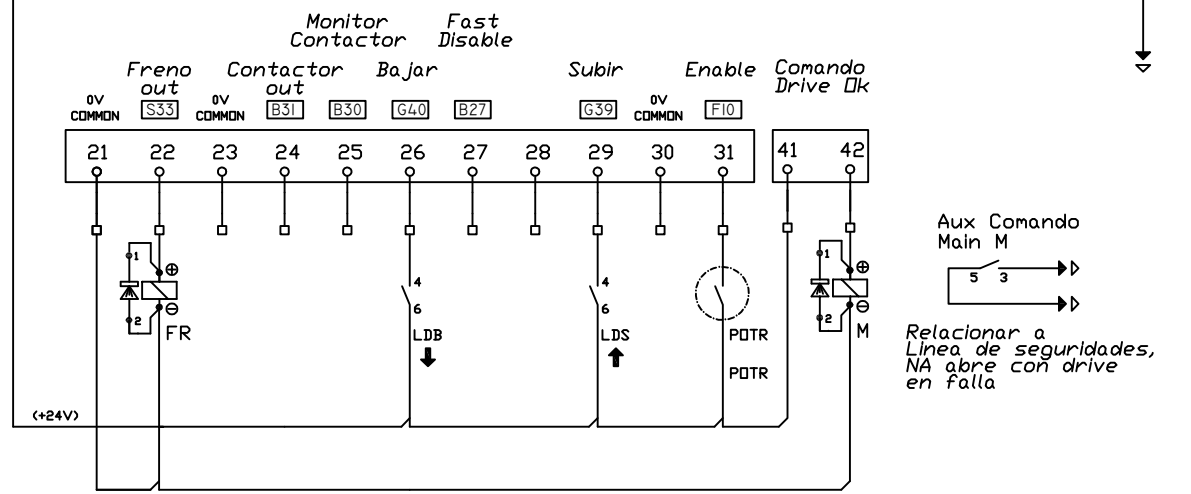 Monitor
Contactor
Fast
Disable
Freno
out
Contactor
out
Bajar
Subir
Enable
Comando
Drive Ok
0V
COMMON
S33
0V
COMMON
B31
B30
G40
B27
G39
0V
COMMON
F10
21 22 23 24 25 26 27 28 29 30 31 41 42
1
2
FR
4
6
LDB
4
6
LDS
POTR
POTR
1
2
M
Aux Comando
Main M
5 3
Relacionar a
Linea de seguridades,
NA abre con drive
en falla
(+24V)